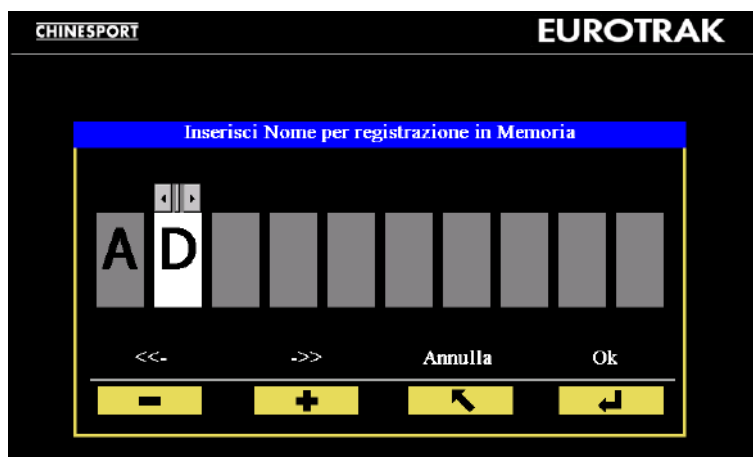 CHINESPORT EUROTRAK
Inserisci Nome per registrazione in Memoria
A D
<<- ->> Annulla Ok